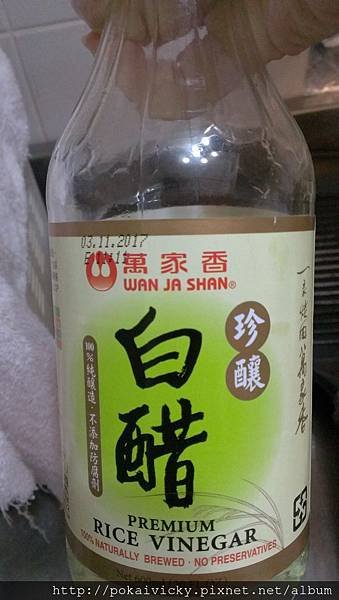 03.11.2017
萬家香
WAN JA SHAN®
珍釀
白醋
100%純釀造·不添加防腐劑
PREMIUM
RICE VINEGAR
100% NATURALLY BREWED · NO PRESERVATIVES
http://pokaivicky.pixnet.net/album